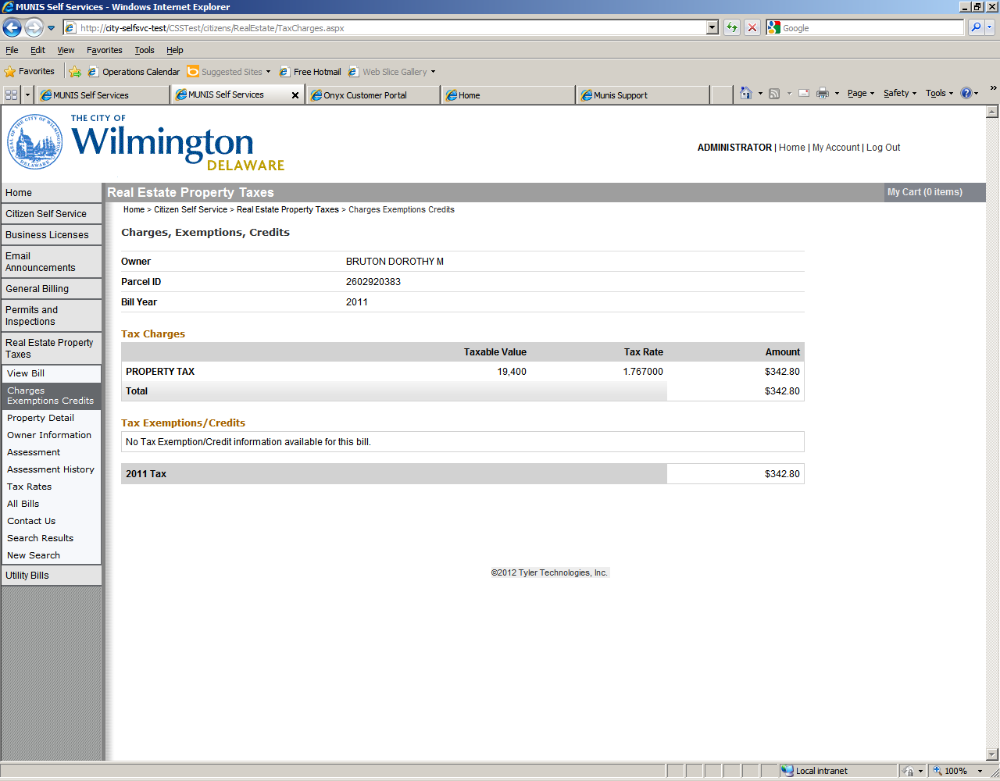 MUNIS Self Services - Windows Internet Explorer
http://city-selfsvc-test/CSSTest/citizens/RealEstate/TaxCharges.aspx
Google
File Edit View Favorites Tools Help
Favorites Operations Calendar Suggested Sites Free Hotmail Web Slice Gallery
MUNIS Self Services MUNIS Self Services Onyx Customer Portal Home Munis Support Page Safety Tools
THE CITY OF
Wilmington
DELAWARE
ADMINISTRATOR | Home | My Account | Log Out
Real Estate Property Taxes
My Cart (0 items)
Home > Citizen Self Service > Real Estate Property Taxes > Charges Exemptions Credits
Home
Citizen Self Service
Business Licenses
Email
Announcements
General Billing
Permits and
Inspections
Real Estate Property
Taxes
View Bill
Charges
Exemptions Credits
Property Detail
Owner Information
Assessment
Assessment History
Tax Rates
All Bills
Contact Us
Search Results
New Search
Utility Bills
Charges, Exemptions, Credits
Owner BRUTON DOROTHY M
Parcel ID 2602920383
Bill Year 2011
Tax Charges
Taxable Value Tax Rate Amount
PROPERTY TAX 19,400 1.767000 $342.80
Total $342.80
Tax Exemptions/Credits
No Tax Exemption/Credit information available for this bill.
2011 Tax $342.80
©2012 Tyler Technologies, Inc.
Local intranet 100%